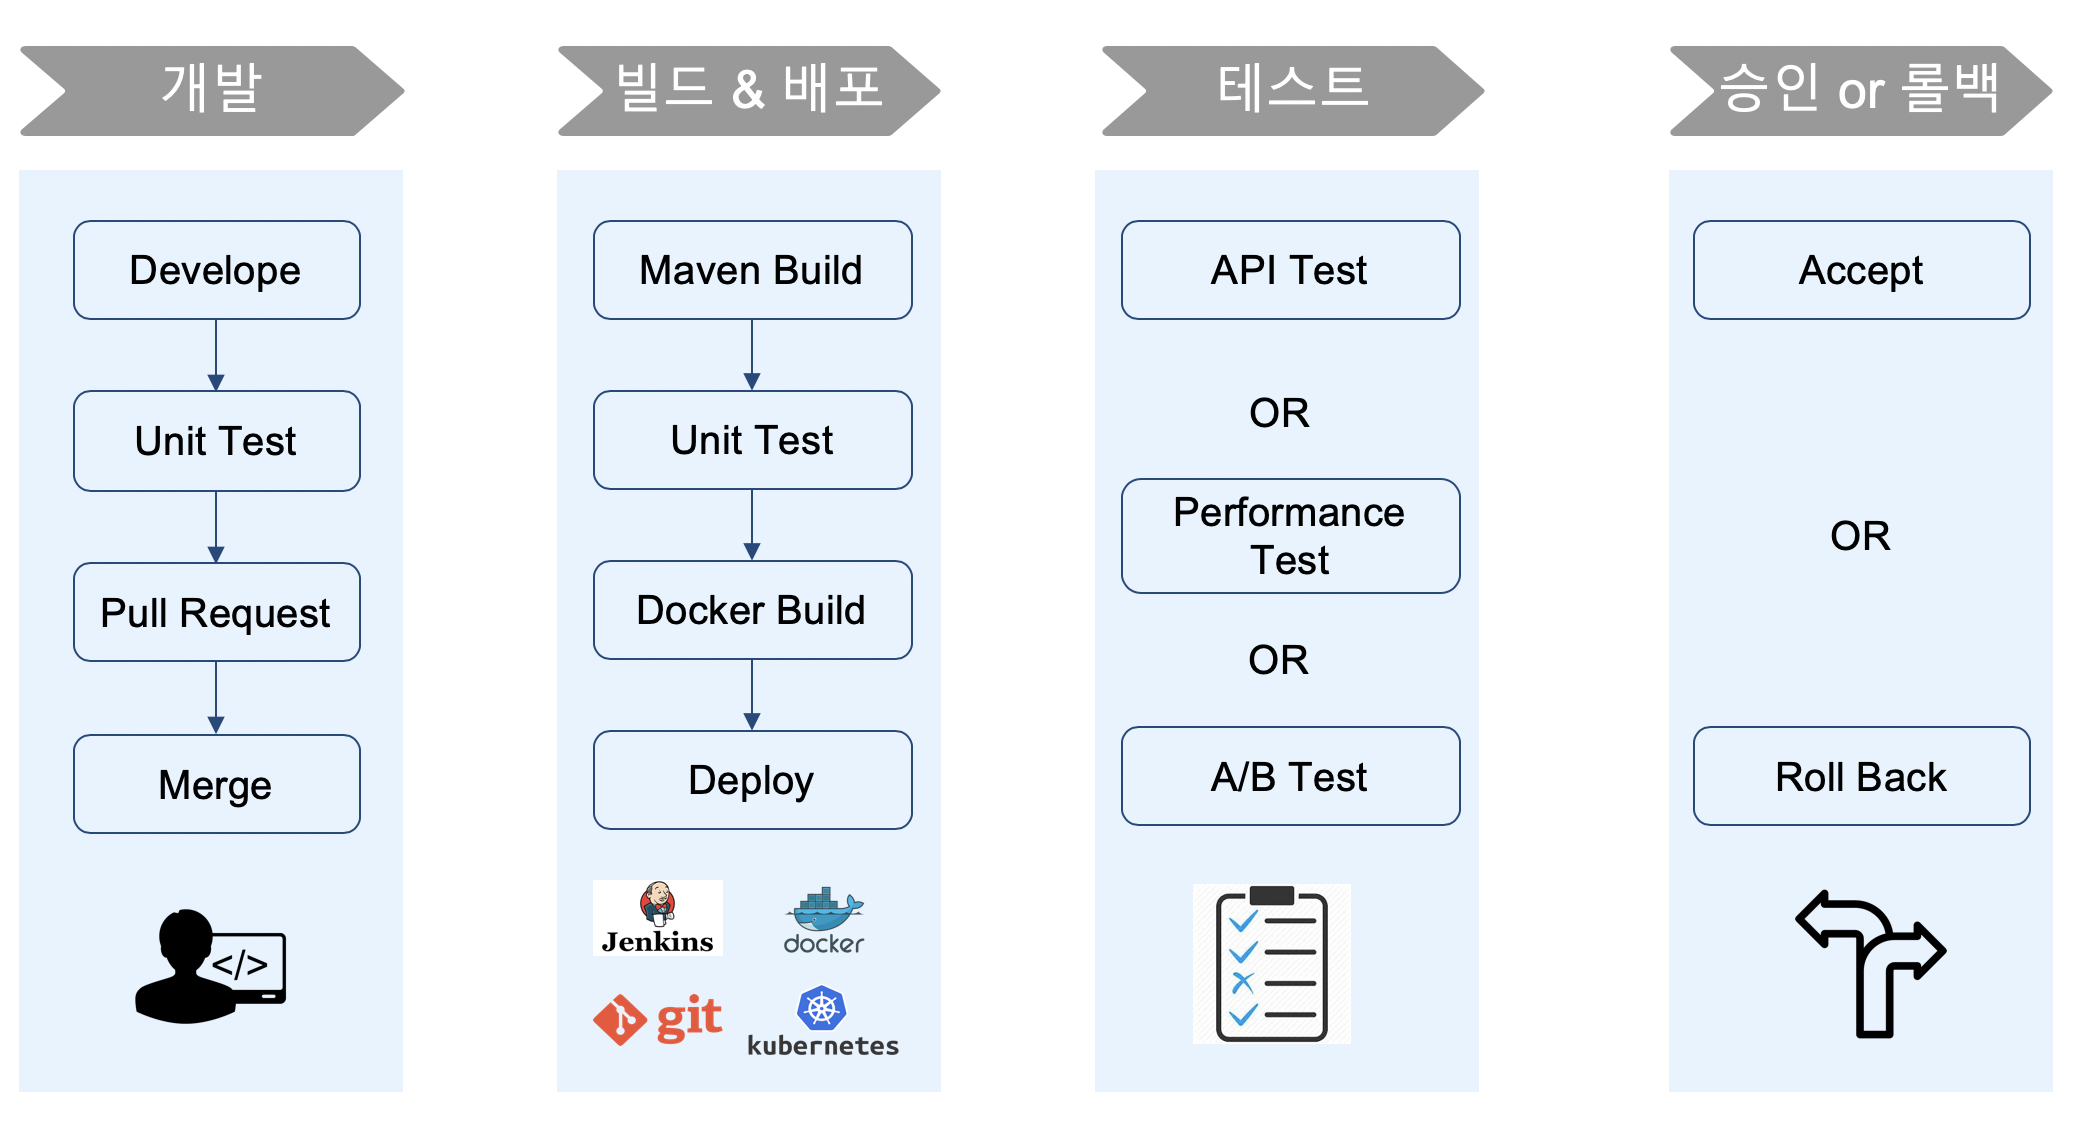 개발
Develope
Unit Test
Pull Request
Merge
</>
빌드 & 배포
Maven Build
Unit Test
Docker Build
Deploy
Jenkins
docker
git
kubernetes
테스트
API Test
OR
Performance
Test
OR
A/B Test
승인 or 롤백
Accept
OR
Roll Back